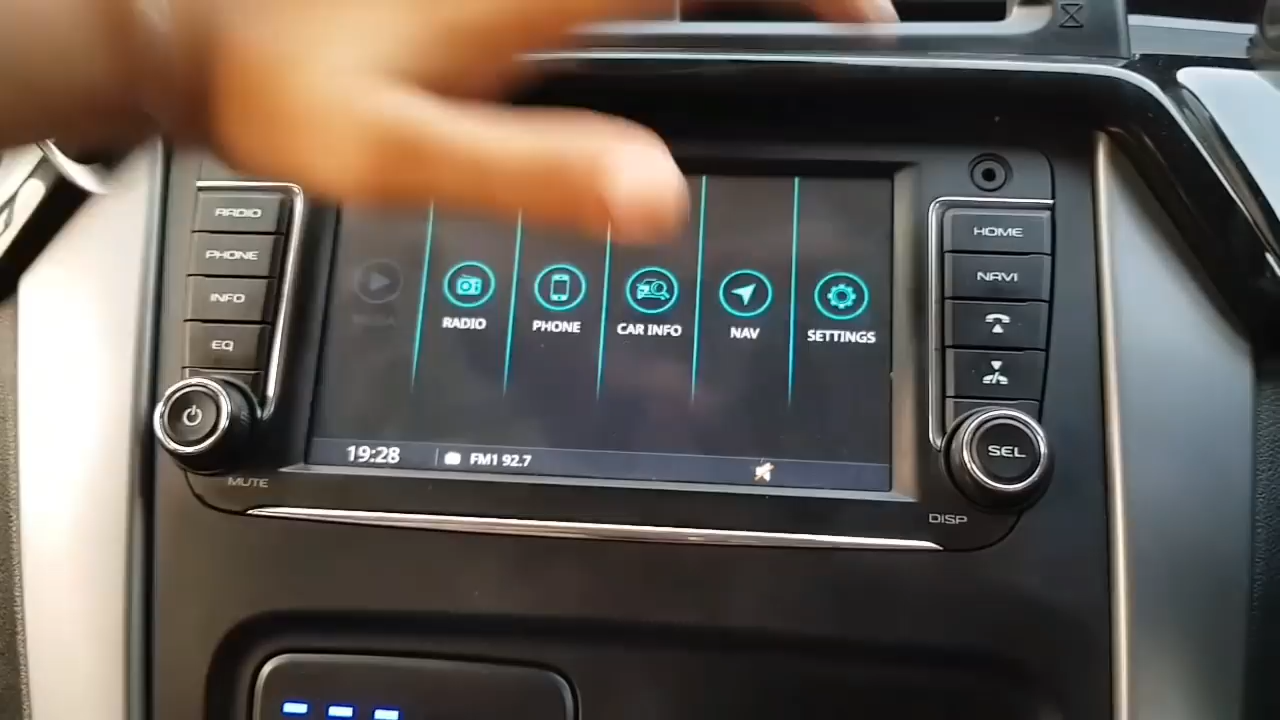 RADIO
PHONE
INFO
EQ
MUTE
RADIO
PHONE
CAR INFO
NAV
SETTINGS
19:28
FM1 92.7
HOME
NAVI
SEL
DISP